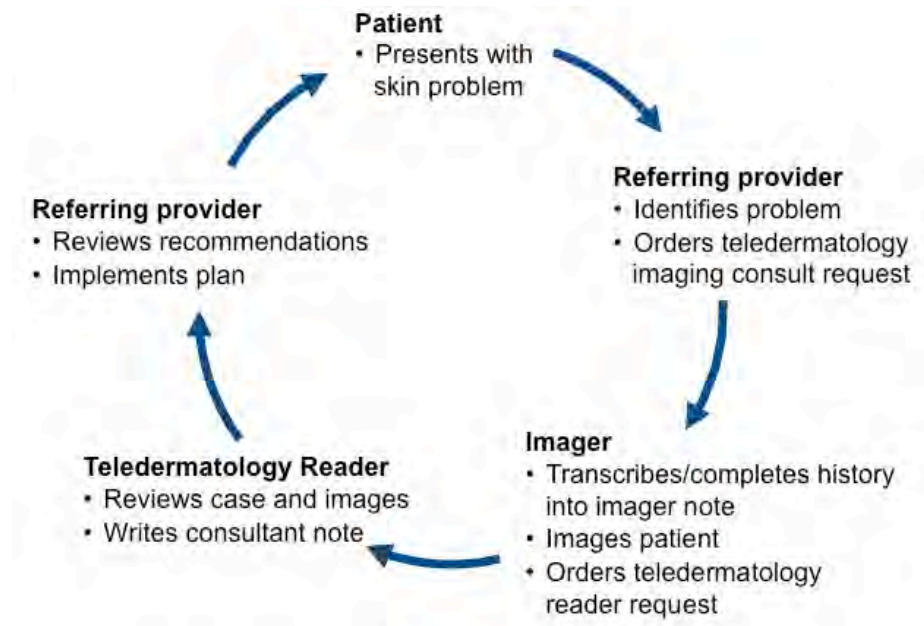 Patient
• Presents with
skin problem
Referring provider
• Identifies problem
• Orders teledermatology
imaging consult request
Imager
• Transcribes/completes history
into imager note
• Images patient
• Orders teledermatology
reader request
Teledermatology Reader
• Reviews case and images
• Writes consultant note
Referring provider
• Reviews recommendations
• Implements plan